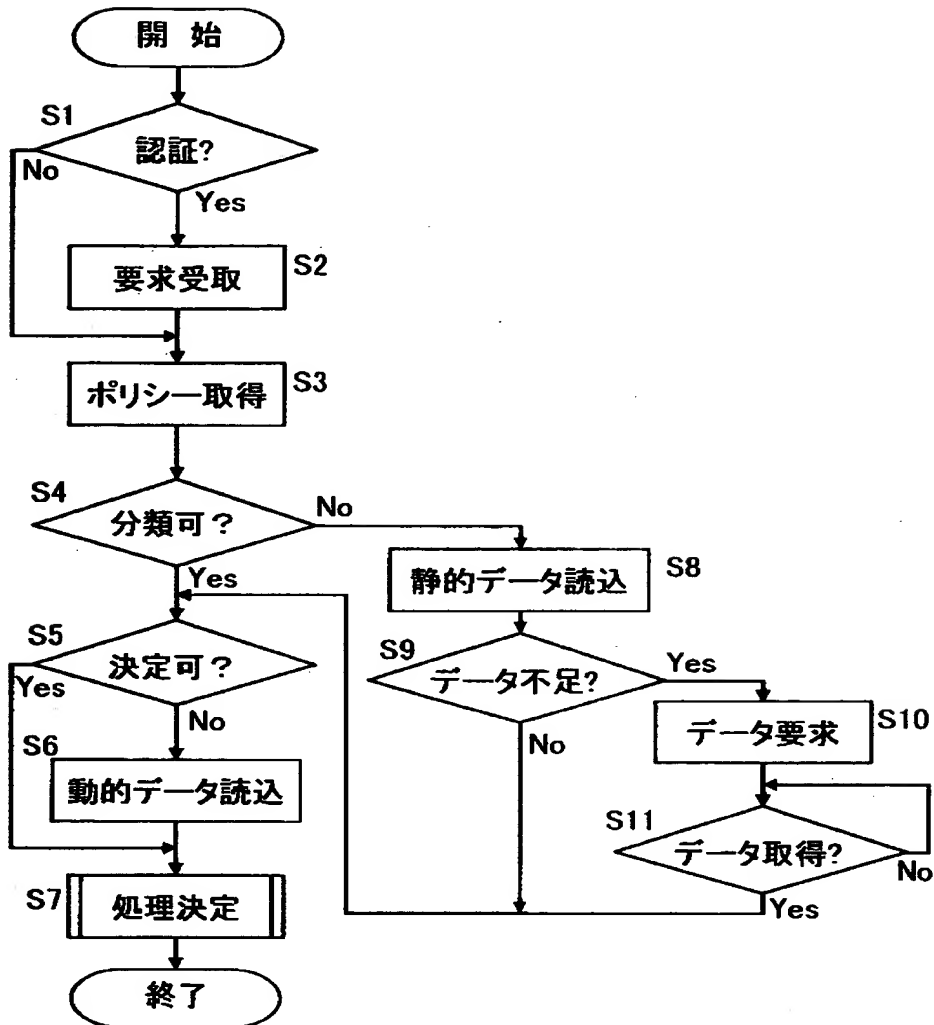 開始
S1
認証?
No
Yes
要求受取
S2
ポリシー取得
S3
S4
分類可?
No
Yes
静的データ読込
S8
S5
決定可?
Yes
No
S9
データ不足?
Yes
No
データ要求
S10
S6
動的データ読込
S11
データ取得?
No
Yes
S7
処理決定
終了